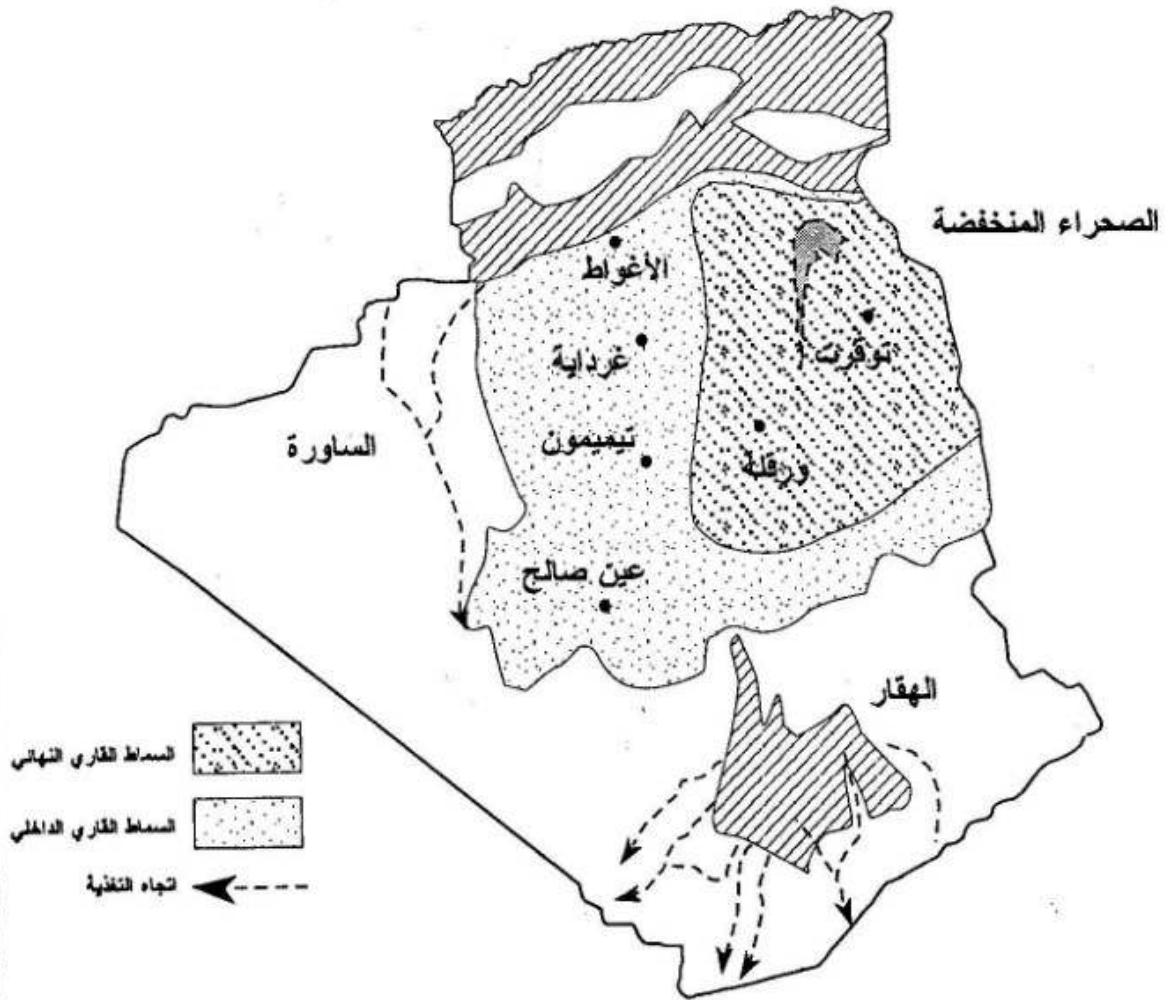 الصحراء المنخفضة
الأغواط
غرداية
توقرت
تيميمون
الساورة
ورقلة
عين صالح
الهقار
السماط القاري النهائي
السماط القاري الداخلي
اتجاه التغذية